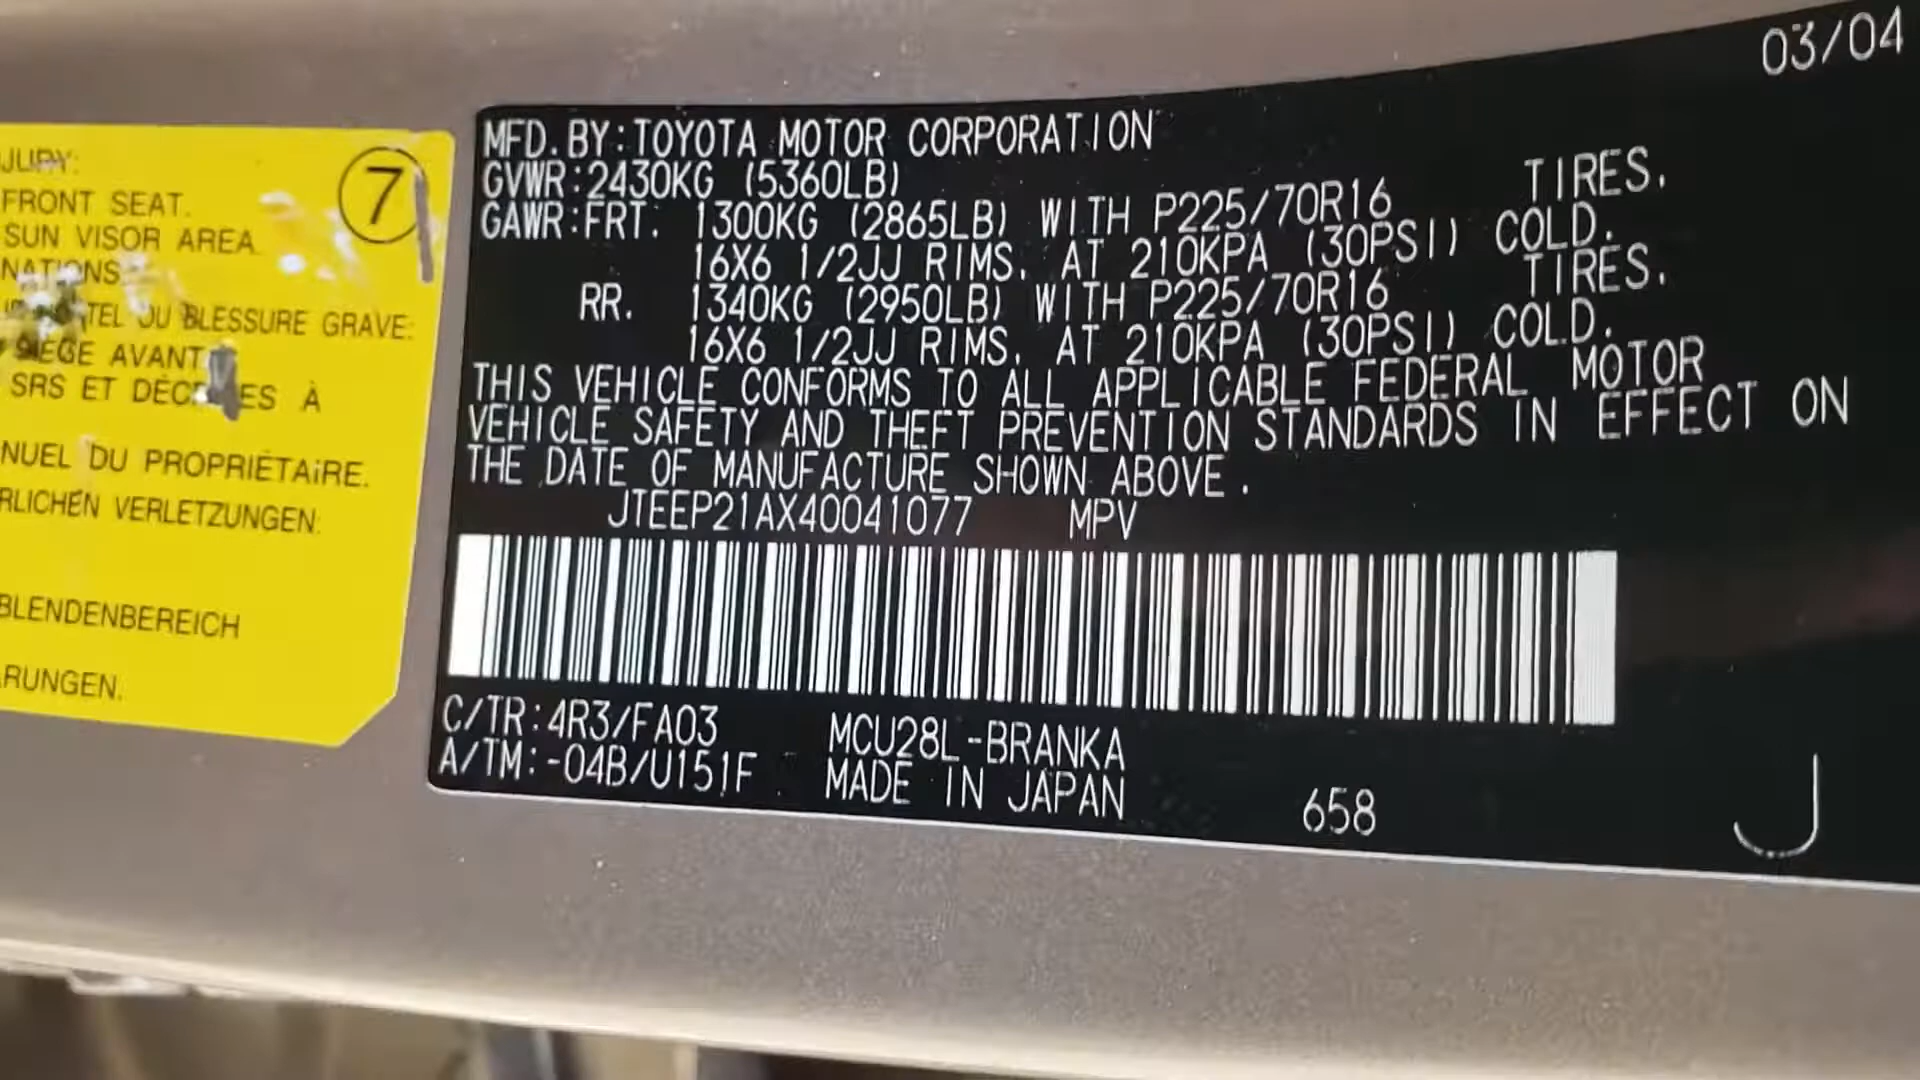 JURY:
FRONT SEAT.
SUN VISOR AREA
NATIONS
TEL OU BLESSURE GRAVE:
SIÈGE AVANT
SRS ET DÉC ES À
NUEL DU PROPRIÉTAIRE.
RLICHEN VERLETZUNGEN:
BLENDENBEREICH
RUNGEN.
7
03/04
MFD. BY:TOYOTA MOTOR CORPORATION
GVWR:2430KG (5360LB)
GAWR:FRT. 1300KG (2865LB) WITH P225/70R16 TIRES.
16X6 1/2JJ RIMS. AT 210KPA (30PSI) COLD.
RR. 1340KG (2950LB) WITH P225/70R16 TIRES.
16X6 1/2JJ RIMS. AT 210KPA (30PSI) COLD.
THIS VEHICLE CONFORMS TO ALL APPLICABLE FEDERAL MOTOR
VEHICLE SAFETY AND THEFT PREVENTION STANDARDS IN EFFECT ON
THE DATE OF MANUFACTURE SHOWN ABOVE.
JTEEP21AX40041077 MPV
C/TR:4R3/FA03 MCU28L-BRANKA
A/TM:-04B/U151F MADE IN JAPAN
658
J